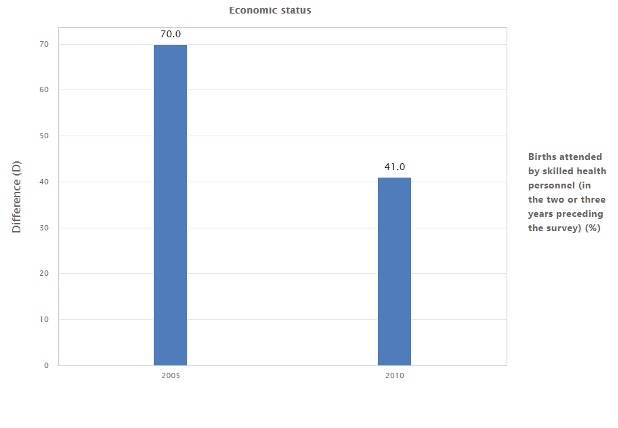 Economic status
70.0
41.0
70
60
50
40
30
20
10
0
Difference (D)
2005
2010
Births attended
by skilled health
personnel (in
the two or three
years preceding
the survey) (%)